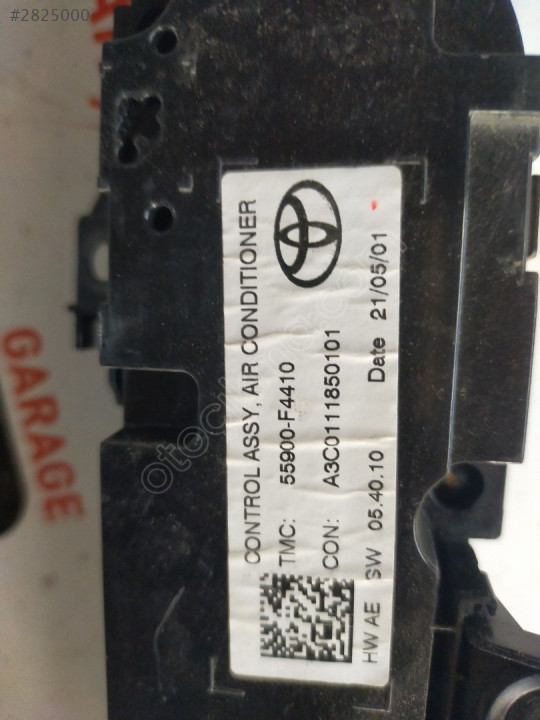 #2825000
GARAGE
GARAGE
CONTROL ASSY, AIR CONDITIONER
TMC: 55900-F4410
CON: A3C0111850101
HW AE SW 05.40.10 Date 21/05/01